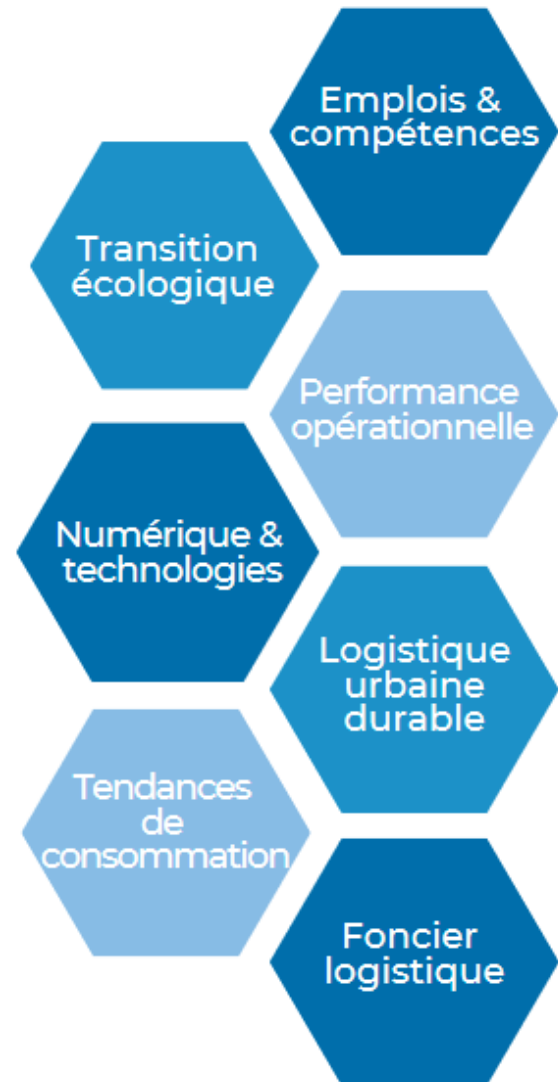 Emplois &
compétences
Transition
écologique
Performance
opérationnelle
Numérique &
technologies
Logistique
urbaine
durable
Tendances
de
consommation
Foncier
logistique